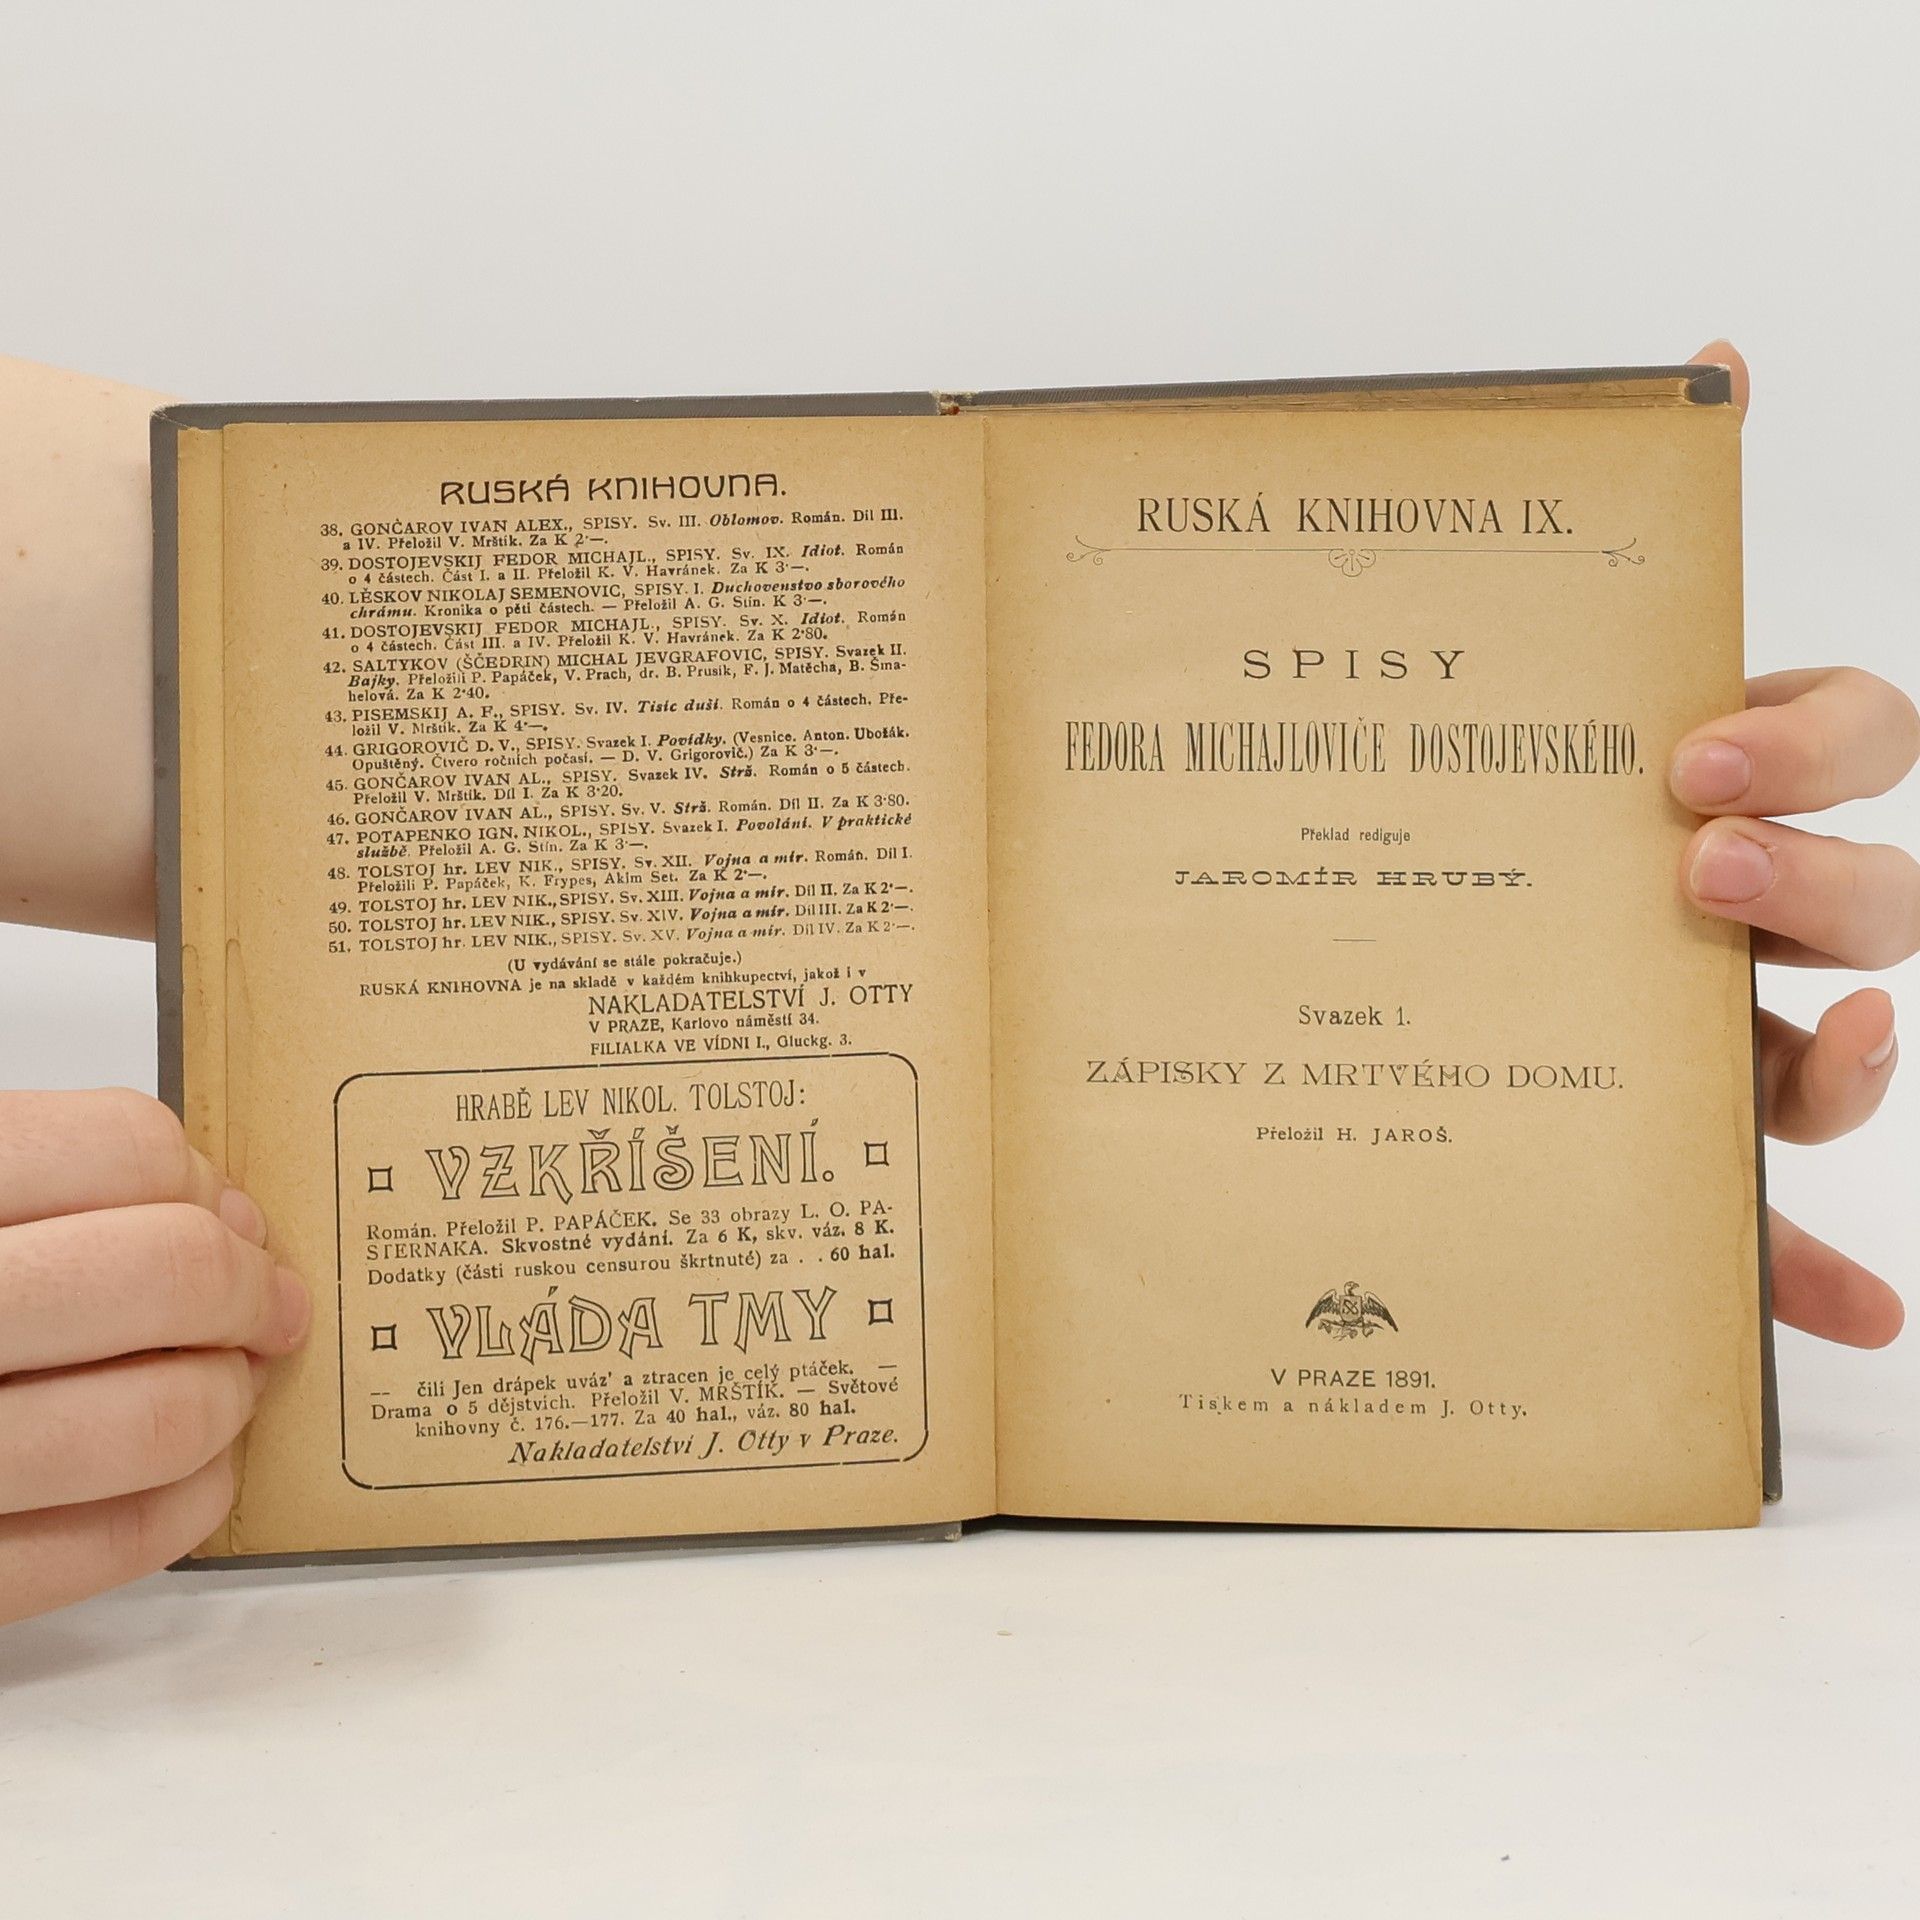 RUSKÁ KNIHOVNA.
38. GONČAROV IVAN ALEX., SPISY. Sv. III. Oblomov. Román. Díl III.
a IV. Přeložil V. Mrštík. Za K 2·—.
39. DOSTOJEVSKIJ FEDOR MICHAJL., SPISY. Sv. IX. Idiot. Román
o 4 částech. Část I. a II. Přeložil K. V. Havránek. Za K 3·—.
40. LĚSKOV NIKOLAJ SEMENOVIC, SPISY. I. Duchovenstvo sborového
chrámu. Kronika o pěti částech. — Přeložil A. G. Stín. K 3·—.
41. DOSTOJEVSKIJ FEDOR MICHAJL., SPISY. Sv. X. Idiot. Román
o 4 částech. Část III. a IV. Přeložil K. V. Havránek. Za K 2·80.
42. SALTYKOV (ŠČEDRIN) MICHAL JEVGRAFOVIC, SPISY. Svazek II.
Bajky. Přeložili P. Papáček, V. Prach, dr. B. Prusík, F. J. Matěcha, B. Šma-
helová. Za K 2·40.
43. PISEMSKIJ A. F., SPISY. Sv. IV. Tisíc duší. Román o 4 částech. Pře-
ložil V. Mrštík. Za K 4·—.
44. GRIGOROVIČ D. V., SPISY. Svazek I. Povídky. (Vesnice. Anton. Ubožák.
Opuštěný. Čtvero ročních počasí. — D. V. Grigorovič.) Za K 3·—.
45. GONČAROV IVAN AL., SPISY. Svazek IV. Strž. Román o 5 částech.
Přeložil V. Mrštík. Díl I. Za K 3·20.
46. GONČAROV IVAN AL., SPISY. Sv. V. Strž. Román. Díl II. Za K 3·80.
47. POTAPENKO IGN. NIKOL., SPISY. Svazek I. Povolání. V praktické
službě. Přeložil A. G. Stín. Za K 3·—.
48. TOLSTOJ hr. LEV NIK., SPISY. Sv. XII. Vojna a mír. Román. Díl I.
Přeložili P. Papáček, K. Frypes, Akim Set. Za K 2·—.
49. TOLSTOJ hr. LEV NIK., SPISY. Sv. XIII. Vojna a mír. Díl II. Za K 2·—.
50. TOLSTOJ hr. LEV NIK., SPISY. Sv. XIV. Vojna a mír. Díl III. Za K 2·—.
51. TOLSTOJ hr. LEV NIK., SPISY. Sv. XV. Vojna a mír. Díl IV. Za K 2·—.
(U vydávání se stále pokračuje.)
RUSKÁ KNIHOVNA je na skladě v každém knihkupectví, jakož i v
NAKLADATELSTVÍ J. OTTY
V PRAZE, Karlovo náměstí 34.
FILIALKA VE VÍDNI I., Gluckg. 3.
HRABĚ LEV NIKOL. TOLSTOJ:
VZKŘÍŠENÍ.
Román. Přeložil P. PAPÁČEK. Se 33 obrazy L. O. PA-
STERNAKA. Skvostné vydání. Za 6 K, skv. váz. 8 K.
Dodatky (části ruskou censurou škrtnuté) za . . 60 hal.
VLÁDA TMY
— čili Jen drápek uváz' a ztracen je celý ptáček. —
Drama o 5 dějstvích. Přeložil V. MRŠTÍK. — Světové
knihovny č. 176.—177. Za 40 hal., váz. 80 hal.
Nakladatelství J. Otty v Praze.
RUSKÁ KNIHOVNA IX.
SPISY
FEDORA MICHAJLOVIČE DOSTOJEVSKÉHO.
Překlad rediguje
JAROMÍR HRUBÝ.
Svazek 1.
ZÁPISKY Z MRTVÉHO DOMU.
Přeložil H. JAROŠ.
V PRAZE 1891.
Tiskem a nákladem J. Otty.